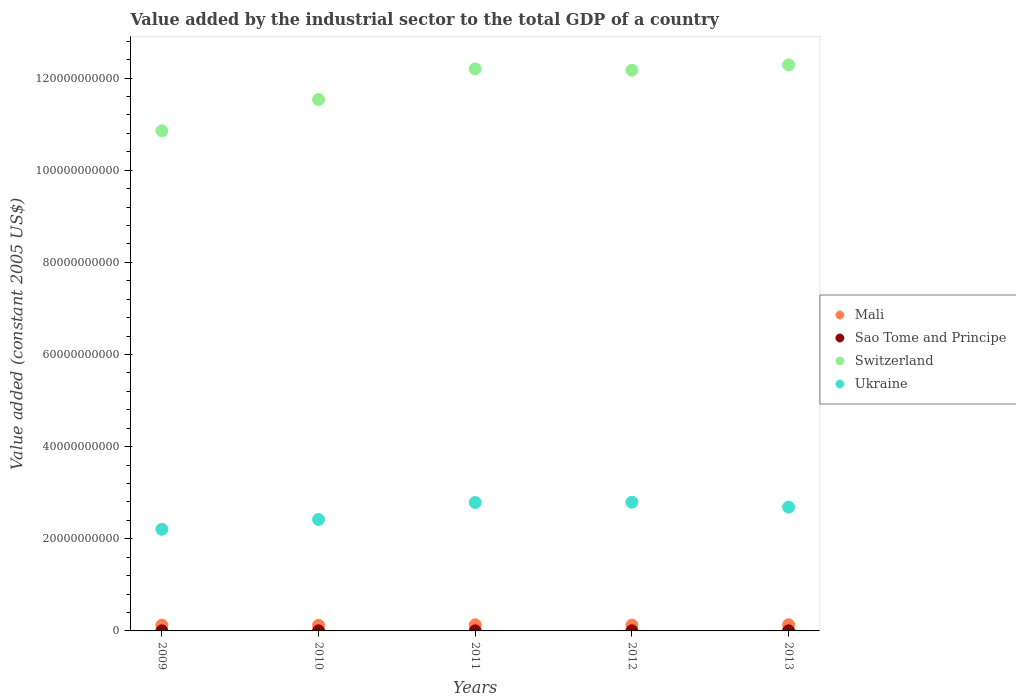 Value added by the industrial sector to the total GDP of a country
Value added (constant 2005 US$)
120000000000
100000000000
80000000000
60000000000
40000000000
20000000000
0
2009
2010
2011
2012
2013
Years
Mali
Sao Tome and Principe
Switzerland
Ukraine